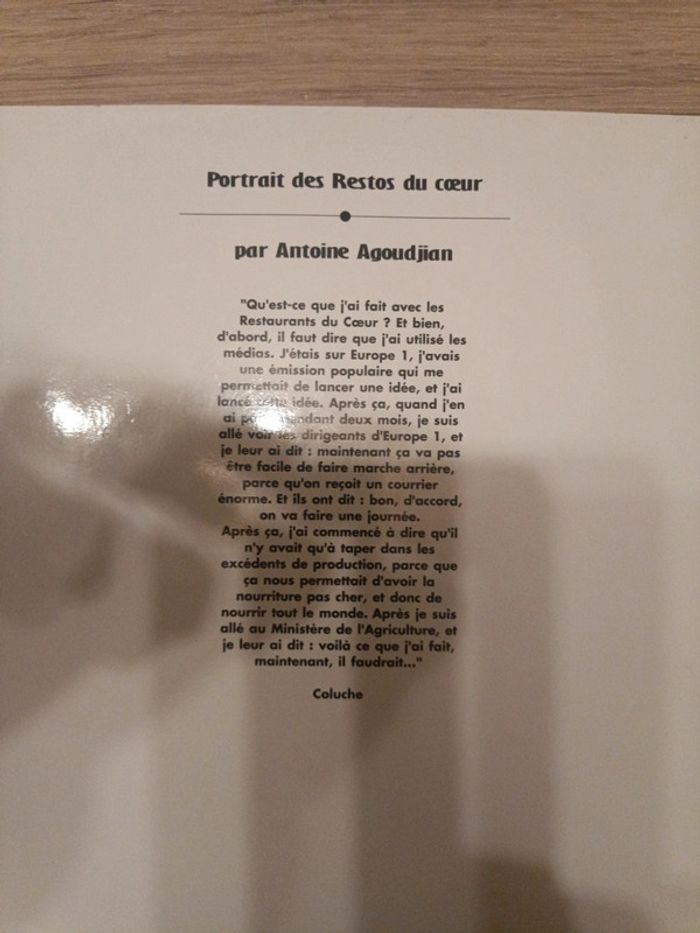 Portrait des Restos du cœur
par Antoine Agoudjian
"Qu'est-ce que j'ai fait avec les
Restaurants du Cœur ? Et bien,
d'abord, il faut dire que j'ai utilisé les
médias. J'étais sur Europe 1, j'avais
une émission populaire qui me
permettait de lancer une idée, et j'ai
lancé cette idée. Après ça, quand j'en
ai pendant deux mois, je suis
allé voir les dirigeants d'Europe 1, et
je leur ai dit : maintenant ça va pas
être facile de faire marche arrière,
parce qu'on reçoit un courrier
énorme. Et ils ont dit : bon, d'accord,
on va faire une journée.
Après ça, j'ai commencé à dire qu'il
n'y avait qu'à taper dans les
excédents de production, parce que
ça nous permettait d'avoir la
nourriture pas cher, et donc de
nourrir tout le monde. Après je suis
allé au Ministère de l'Agriculture, et
je leur ai dit : voilà ce que j'ai fait,
maintenant, il faudrait..."
Coluche